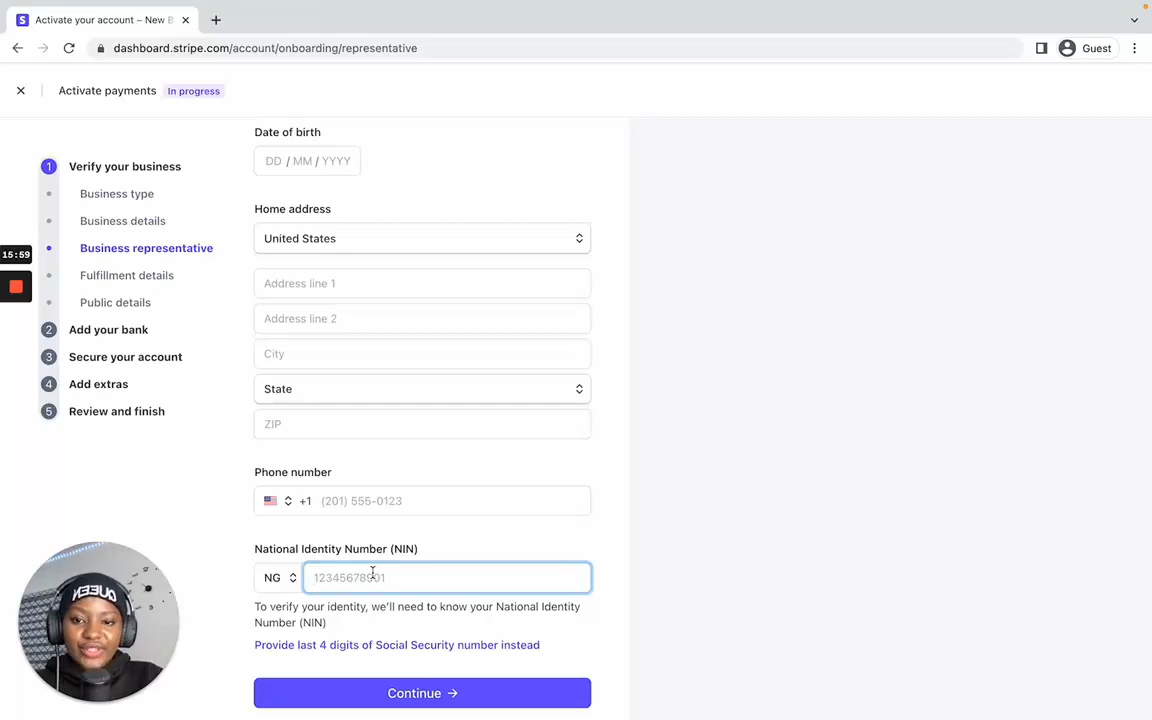 Activate your account – New B
dashboard.stripe.com/account/onboarding/representative
Guest
Activate payments
In progress
1 Verify your business
Business type
Business details
Business representative
Fulfillment details
Public details
2 Add your bank
3 Secure your account
4 Add extras
5 Review and finish
15:59
Date of birth
DD / MM / YYYY
Home address
United States
Address line 1
Address line 2
City
State
ZIP
Phone number
+1 (201) 555-0123
National Identity Number (NIN)
NG 12345678901
To verify your identity, we'll need to know your National Identity
Number (NIN)
Provide last 4 digits of Social Security number instead
Continue →